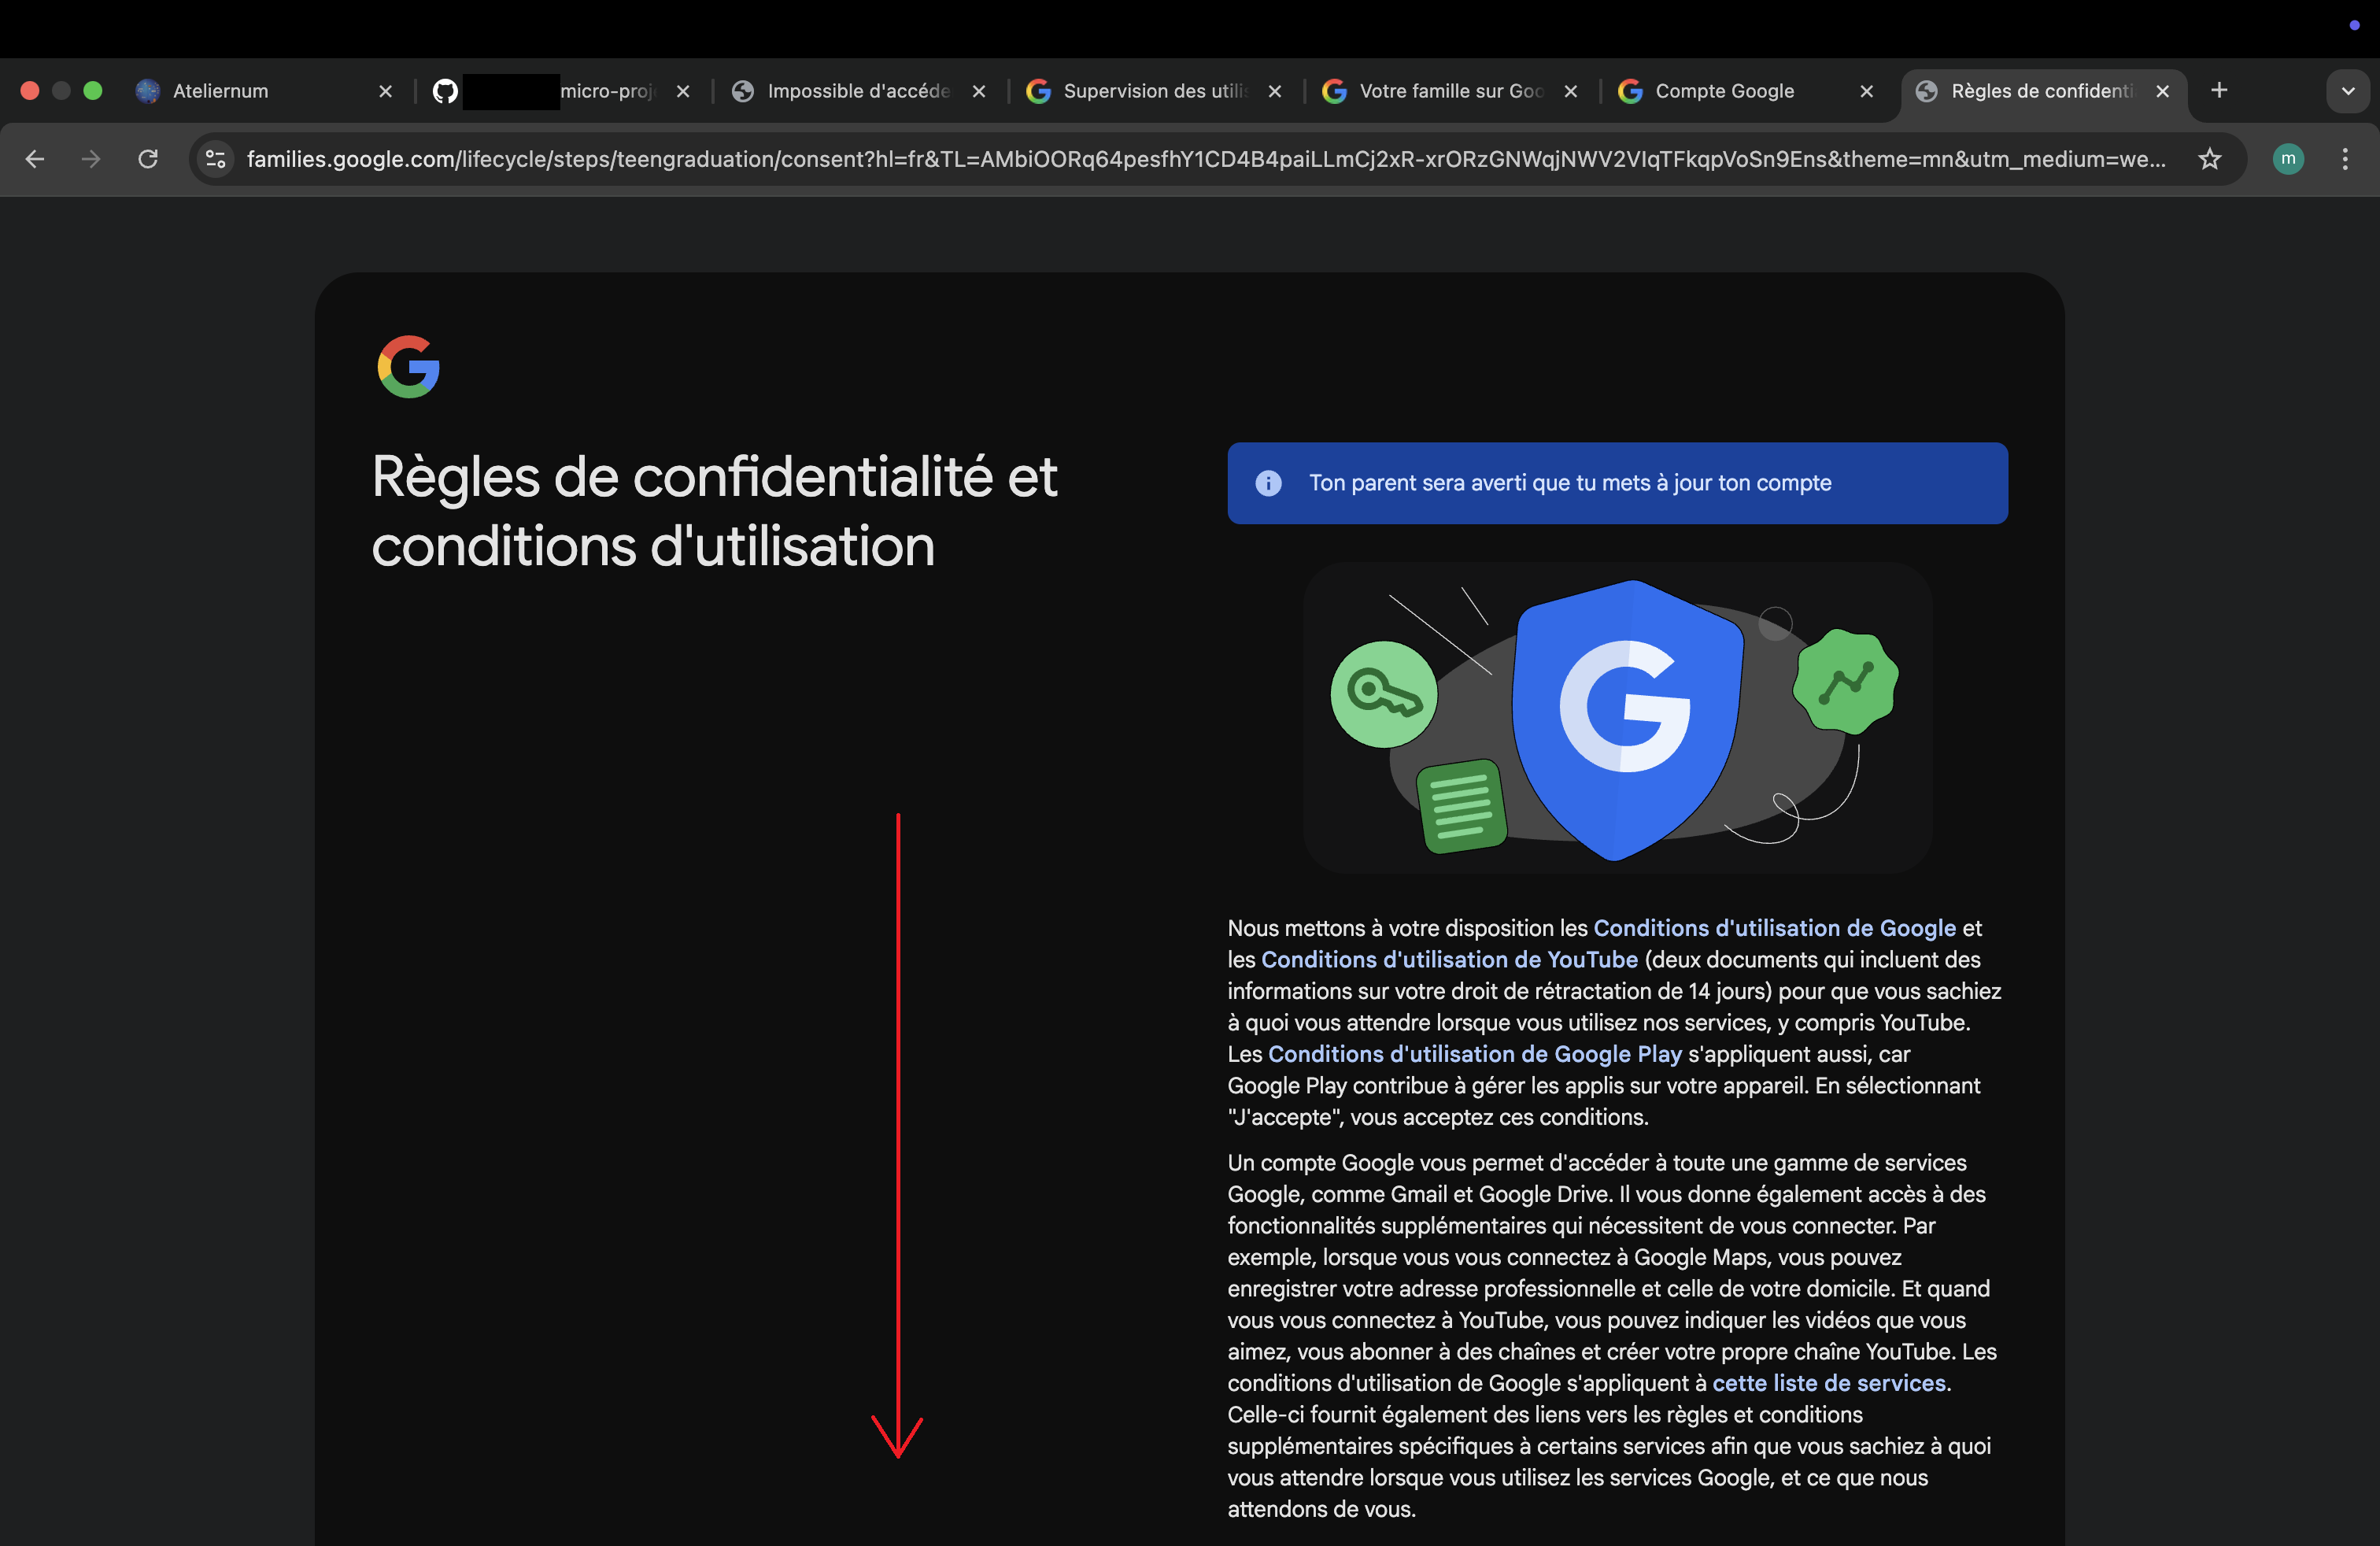 Ateliernum
micro-proj
Impossible d'accéde
Supervision des utilis
Votre famille sur Goo
Compte Google
Règles de confidenti
families.google.com/lifecycle/steps/teengraduation/consent?hl=fr&TL=AMbiOORq64pesfhY1CD4B4paiLLmCj2xR-xrORzGNWqjNWV2VIqTFkqpVoSn9Ens&theme=mn&utm_medium=we...
m
Règles de confidentialité et
conditions d'utilisation
Ton parent sera averti que tu mets à jour ton compte
Nous mettons à votre disposition les Conditions d'utilisation de Google et
les Conditions d'utilisation de YouTube (deux documents qui incluent des
informations sur votre droit de rétractation de 14 jours) pour que vous sachiez
à quoi vous attendre lorsque vous utilisez nos services, y compris YouTube.
Les Conditions d'utilisation de Google Play s'appliquent aussi, car
Google Play contribue à gérer les applis sur votre appareil. En sélectionnant
"J'accepte", vous acceptez ces conditions.
Un compte Google vous permet d'accéder à toute une gamme de services
Google, comme Gmail et Google Drive. Il vous donne également accès à des
fonctionnalités supplémentaires qui nécessitent de vous connecter. Par
exemple, lorsque vous vous connectez à Google Maps, vous pouvez
enregistrer votre adresse professionnelle et celle de votre domicile. Et quand
vous vous connectez à YouTube, vous pouvez indiquer les vidéos que vous
aimez, vous abonner à des chaînes et créer votre propre chaîne YouTube. Les
conditions d'utilisation de Google s'appliquent à cette liste de services.
Celle-ci fournit également des liens vers les règles et conditions
supplémentaires spécifiques à certains services afin que vous sachiez à quoi
vous attendre lorsque vous utilisez les services Google, et ce que nous
attendons de vous.